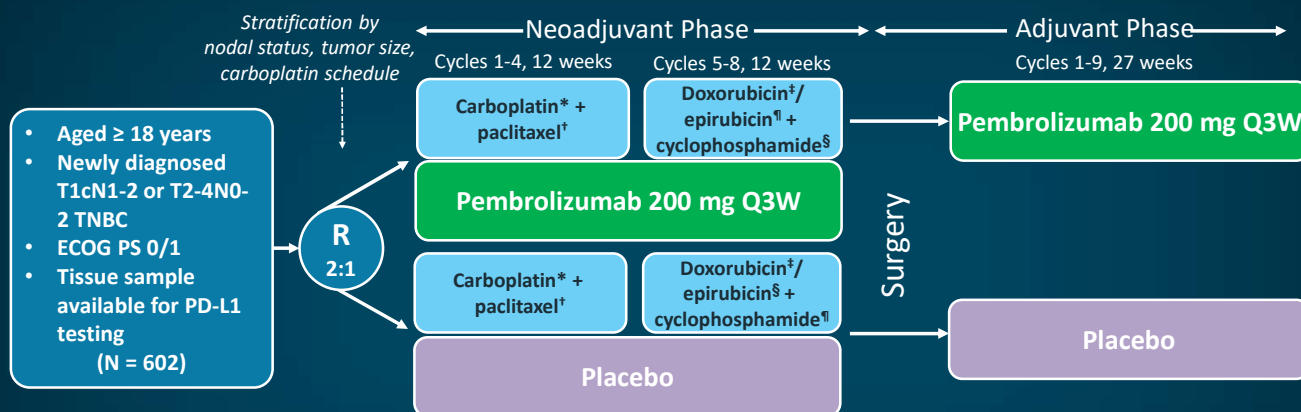 Stratification by
nodal status, tumor size,
carboplatin schedule
Neoadjuvant Phase
Adjuvant Phase
Cycles 1-4, 12 weeks
Cycles 5-8, 12 weeks
Cycles 1-9, 27 weeks
• Aged ≥ 18 years
• Newly diagnosed
T1cN1-2 or T2-4N0-
2 TNBC
• ECOG PS 0/1
• Tissue sample
available for PD-L1
testing
(N = 602)
R
2:1
Carboplatin* +
paclitaxel†
Doxorubicin‡/
epirubicin¶ +
cyclophosphamide§
Pembrolizumab 200 mg Q3W
Pembrolizumab 200 mg Q3W
Carboplatin* +
paclitaxel†
Doxorubicin‡/
epirubicin§ +
cyclophosphamide¶
Placebo
Surgery
Placebo